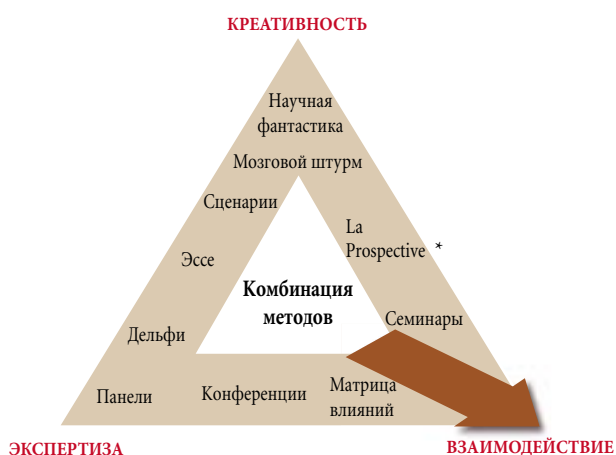 КРЕАТИВНОСТЬ
Научная
фантастика
Мозговой штурм
Сценарии
La
Prospective *
Эссе
Комбинация
методов
Семинары
Дельфи
Панели
Конференции
Матрица
влияний
ЭКСПЕРТИЗА
ВЗАИМОДЕЙСТВИЕ